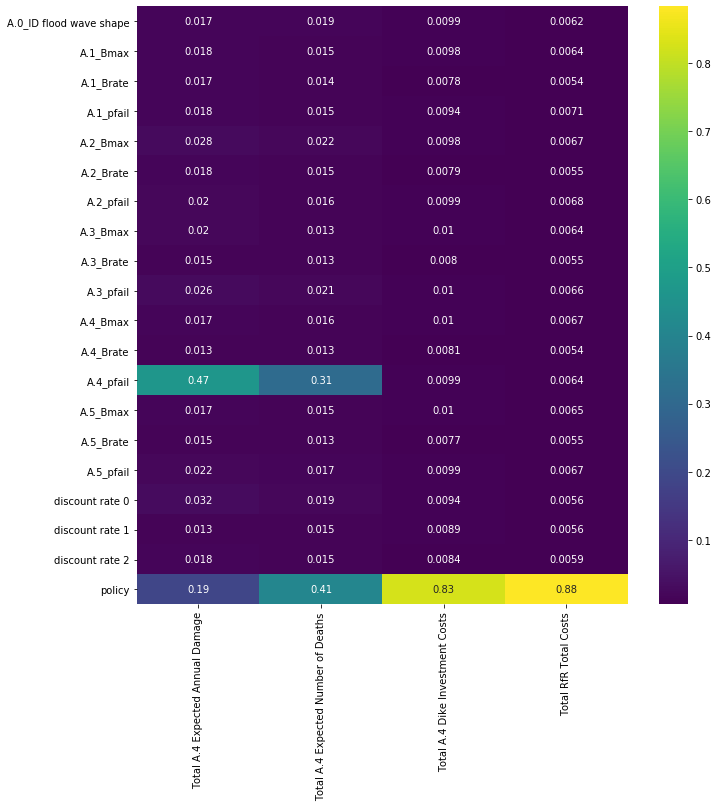 A.0_ID flood wave shape 0.017 0.019 0.0099 0.0062
A.1_Bmax 0.018 0.015 0.0098 0.0064
A.1_Brate 0.017 0.014 0.0078 0.0054
A.1_pfail 0.018 0.015 0.0094 0.0071
A.2_Bmax 0.028 0.022 0.0098 0.0067
A.2_Brate 0.018 0.015 0.0079 0.0055
A.2_pfail 0.02 0.016 0.0099 0.0068
A.3_Bmax 0.02 0.013 0.01 0.0064
A.3_Brate 0.015 0.013 0.008 0.0055
A.3_pfail 0.026 0.021 0.01 0.0066
A.4_Bmax 0.017 0.016 0.01 0.0067
A.4_Brate 0.013 0.013 0.0081 0.0054
A.4_pfail 0.47 0.31 0.0099 0.0064
A.5_Bmax 0.017 0.015 0.01 0.0065
A.5_Brate 0.015 0.013 0.0077 0.0055
A.5_pfail 0.022 0.017 0.0099 0.0067
discount rate 0 0.032 0.019 0.0094 0.0056
discount rate 1 0.013 0.015 0.0089 0.0056
discount rate 2 0.018 0.015 0.0084 0.0059
policy 0.19 0.41 0.83 0.88
Total A.4 Expected Annual Damage
Total A.4 Expected Number of Deaths
Total A.4 Dike Investment Costs
Total RfR Total Costs
0.8
0.7
0.6
0.5
0.4
0.3
0.2
0.1